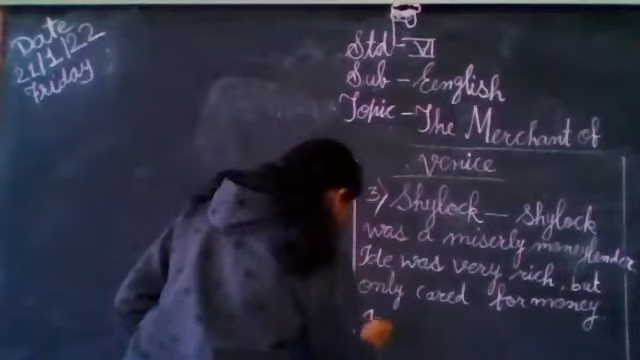 Date
21/1/22
Friday
Std - VI
Sub - Eenglish
Topic - The Merchant of
Venice
3) Shylock - Shylock
was a miserly moneylender
He was very rich, but
only cared for money.